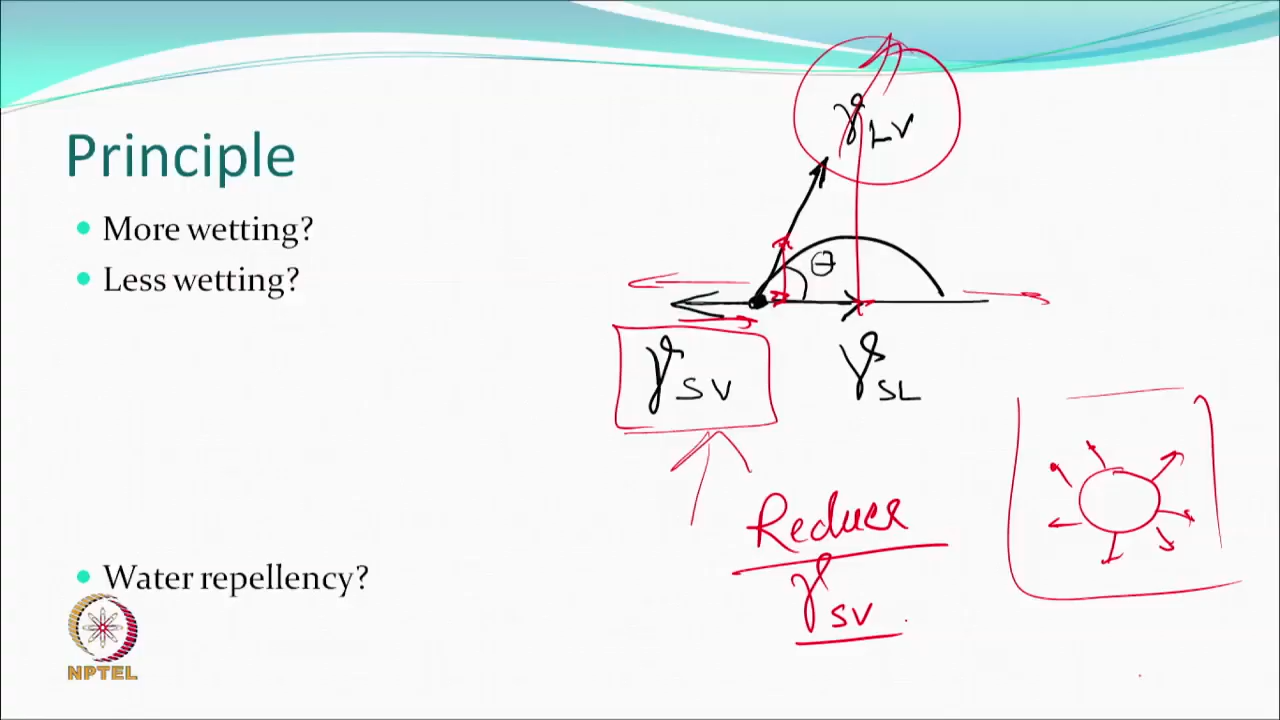 Principle
More wetting?
Less wetting?
γLV
θ
γSV
γSL
Reduce
γSV
Water repellency?
NPTEL